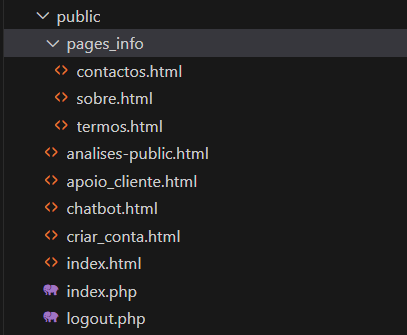 public
pages_info
contactos.html
sobre.html
termos.html
analises-public.html
apoio_cliente.html
chatbot.html
criar_conta.html
index.html
index.php
logout.php